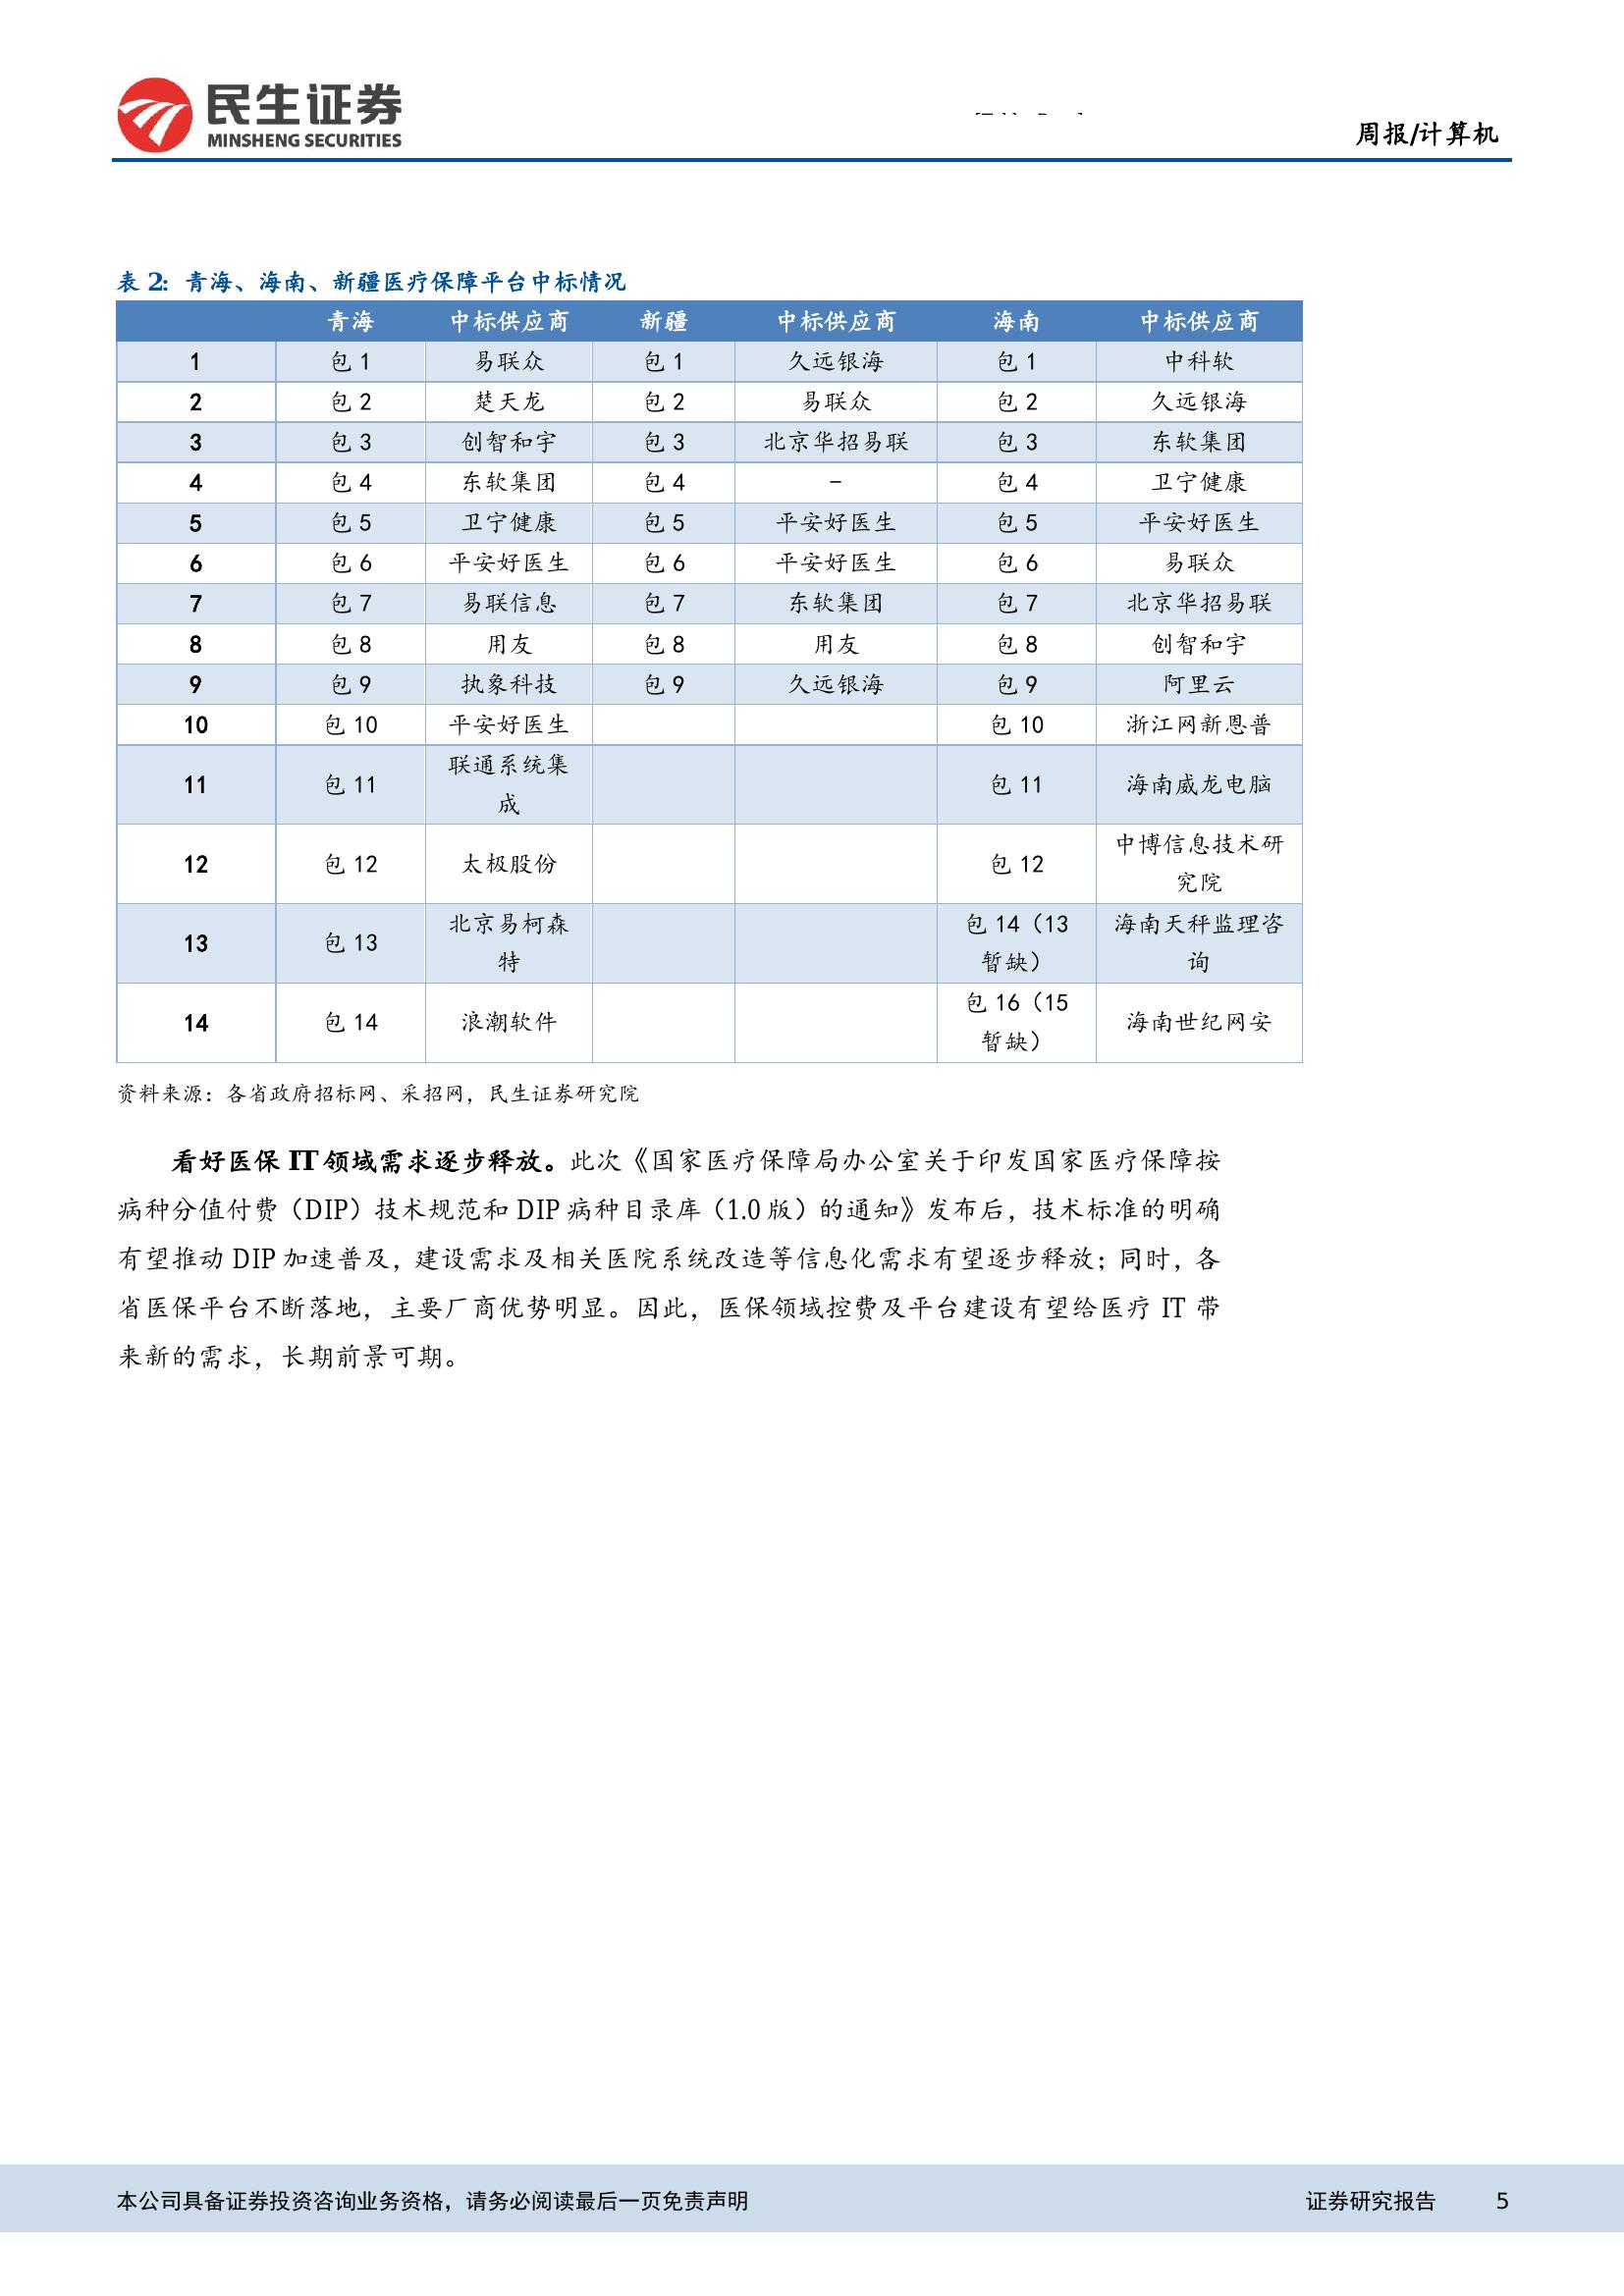 民生证券
MINSHENG SECURITIES
周报/计算机
表 2: 青海、海南、新疆医疗保障平台中标情况
青海 中标供应商 新疆 中标供应商 海南 中标供应商
1 包 1 易联众 包 1 久远银海 包 1 中科软
2 包 2 楚天龙 包 2 易联众 包 2 久远银海
3 包 3 创智和宇 包 3 北京华招易联 包 3 东软集团
4 包 4 东软集团 包 4 - 包 4 卫宁健康
5 包 5 卫宁健康 包 5 平安好医生 包 5 平安好医生
6 包 6 平安好医生 包 6 平安好医生 包 6 易联众
7 包 7 易联信息 包 7 东软集团 包 7 北京华招易联
8 包 8 用友 包 8 用友 包 8 创智和宇
9 包 9 执象科技 包 9 久远银海 包 9 阿里云
10 包 10 平安好医生 包 10 浙江网新恩普
11 包 11 联通系统集成 包 11 海南威龙电脑
12 包 12 太极股份 包 12 中博信息技术研究院
13 包 13 北京易柯森特 包 14（13暂缺） 海南天秤监理咨询
14 包 14 浪潮软件 包 16（15暂缺） 海南世纪网安
资料来源：各省政府招标网、采招网，民生证券研究院
看好医保 IT 领域需求逐步释放。此次《国家医疗保障局办公室关于印发国家医疗保障按
病种分值付费（DIP）技术规范和 DIP 病种目录库（1.0 版）的通知》发布后，技术标准的明确
有望推动 DIP 加速普及，建设需求及相关医院系统改造等信息化需求有望逐步释放；同时，各
省医保平台不断落地，主要厂商优势明显。因此，医保领域控费及平台建设有望给医疗 IT 带
来新的需求，长期前景可期。
本公司具备证券投资咨询业务资格，请务必阅读最后一页免责声明 证券研究报告 5